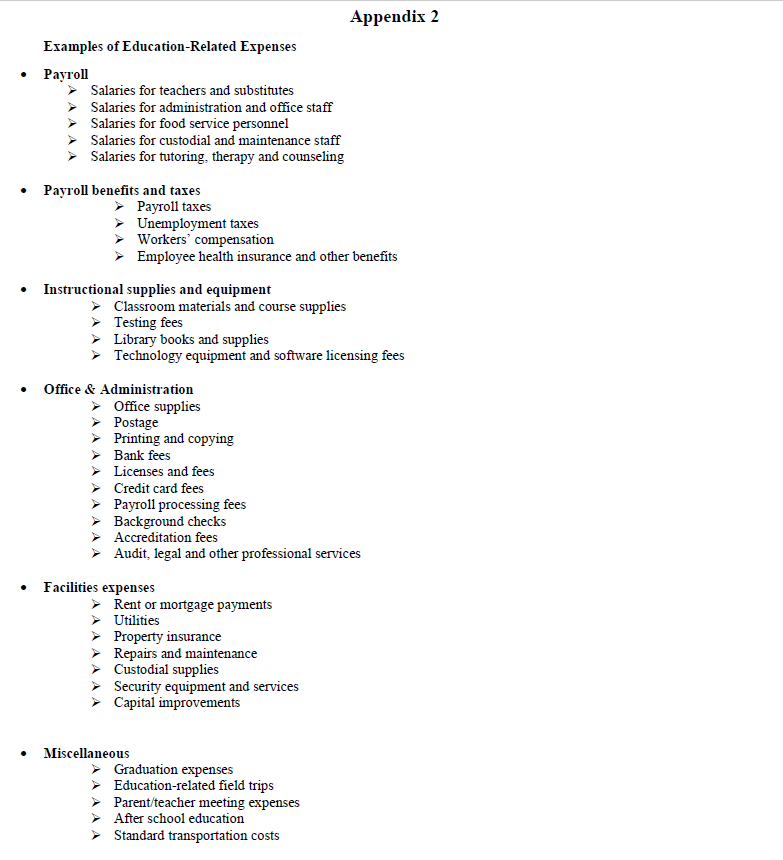 Appendix 2
Examples of Education-Related Expenses
• Payroll
➢ Salaries for teachers and substitutes
➢ Salaries for administration and office staff
➢ Salaries for food service personnel
➢ Salaries for custodial and maintenance staff
➢ Salaries for tutoring, therapy and counseling
• Payroll benefits and taxes
➢ Payroll taxes
➢ Unemployment taxes
➢ Workers’ compensation
➢ Employee health insurance and other benefits
• Instructional supplies and equipment
➢ Classroom materials and course supplies
➢ Testing fees
➢ Library books and supplies
➢ Technology equipment and software licensing fees
• Office & Administration
➢ Office supplies
➢ Postage
➢ Printing and copying
➢ Bank fees
➢ Licenses and fees
➢ Credit card fees
➢ Payroll processing fees
➢ Background checks
➢ Accreditation fees
➢ Audit, legal and other professional services
• Facilities expenses
➢ Rent or mortgage payments
➢ Utilities
➢ Property insurance
➢ Repairs and maintenance
➢ Custodial supplies
➢ Security equipment and services
➢ Capital improvements
• Miscellaneous
➢ Graduation expenses
➢ Education-related field trips
➢ Parent/teacher meeting expenses
➢ After school education
➢ Standard transportation costs